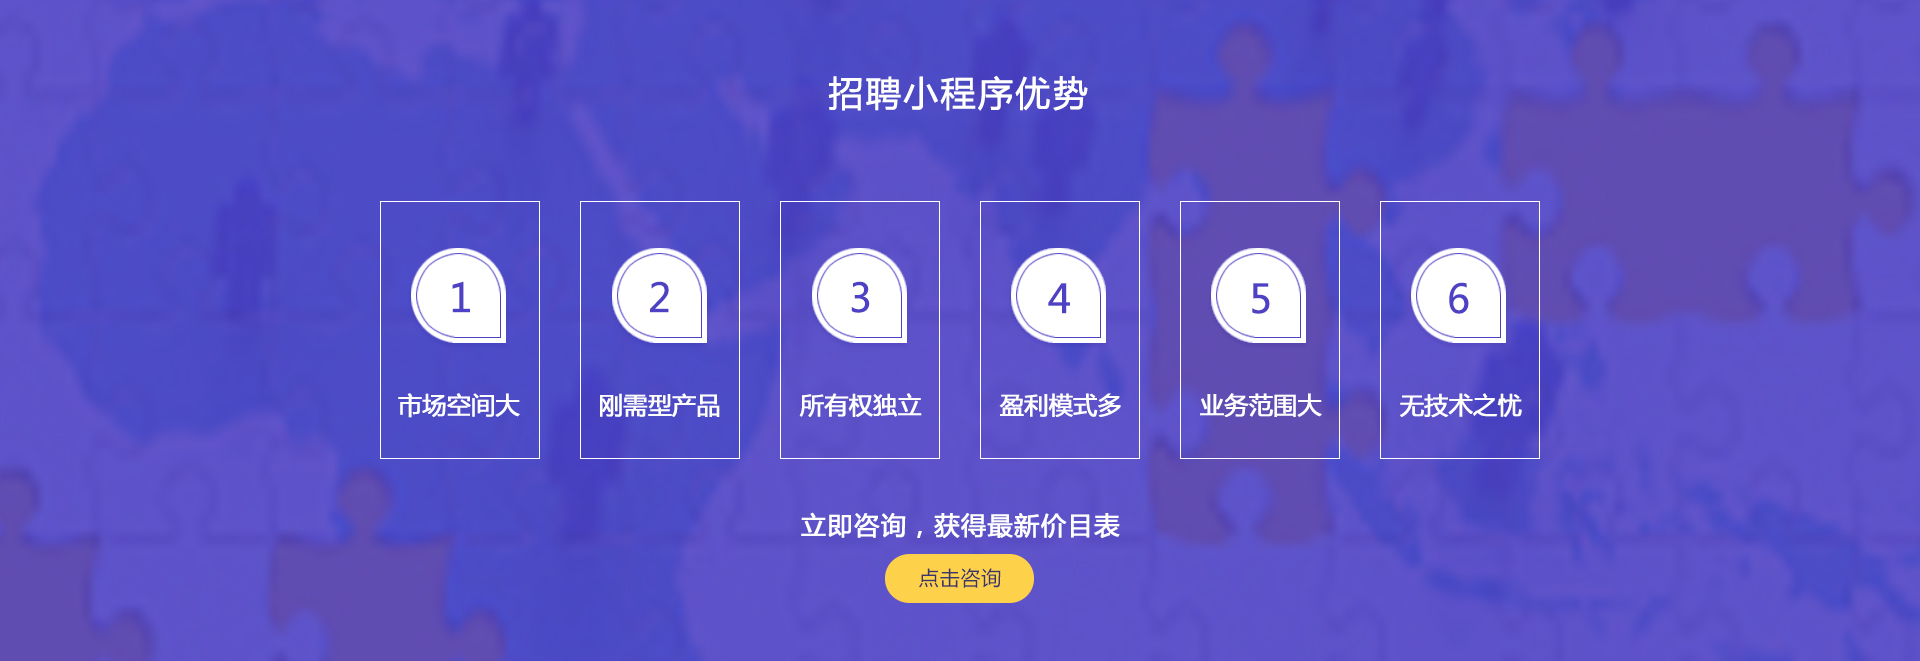 招聘小程序优势
1 2 3 4 5 6
市场空间大 刚需型产品 所有权独立 盈利模式多 业务范围大 无技术之忧
立即咨询，获得最新价目表
点击咨询